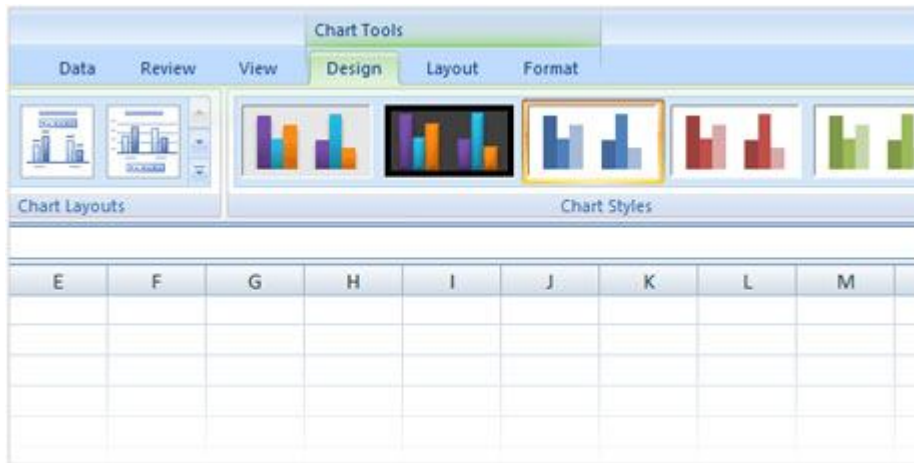 Chart Tools
Data Review View Design Layout Format
Chart Layouts Chart Styles
E F G H I J K L M